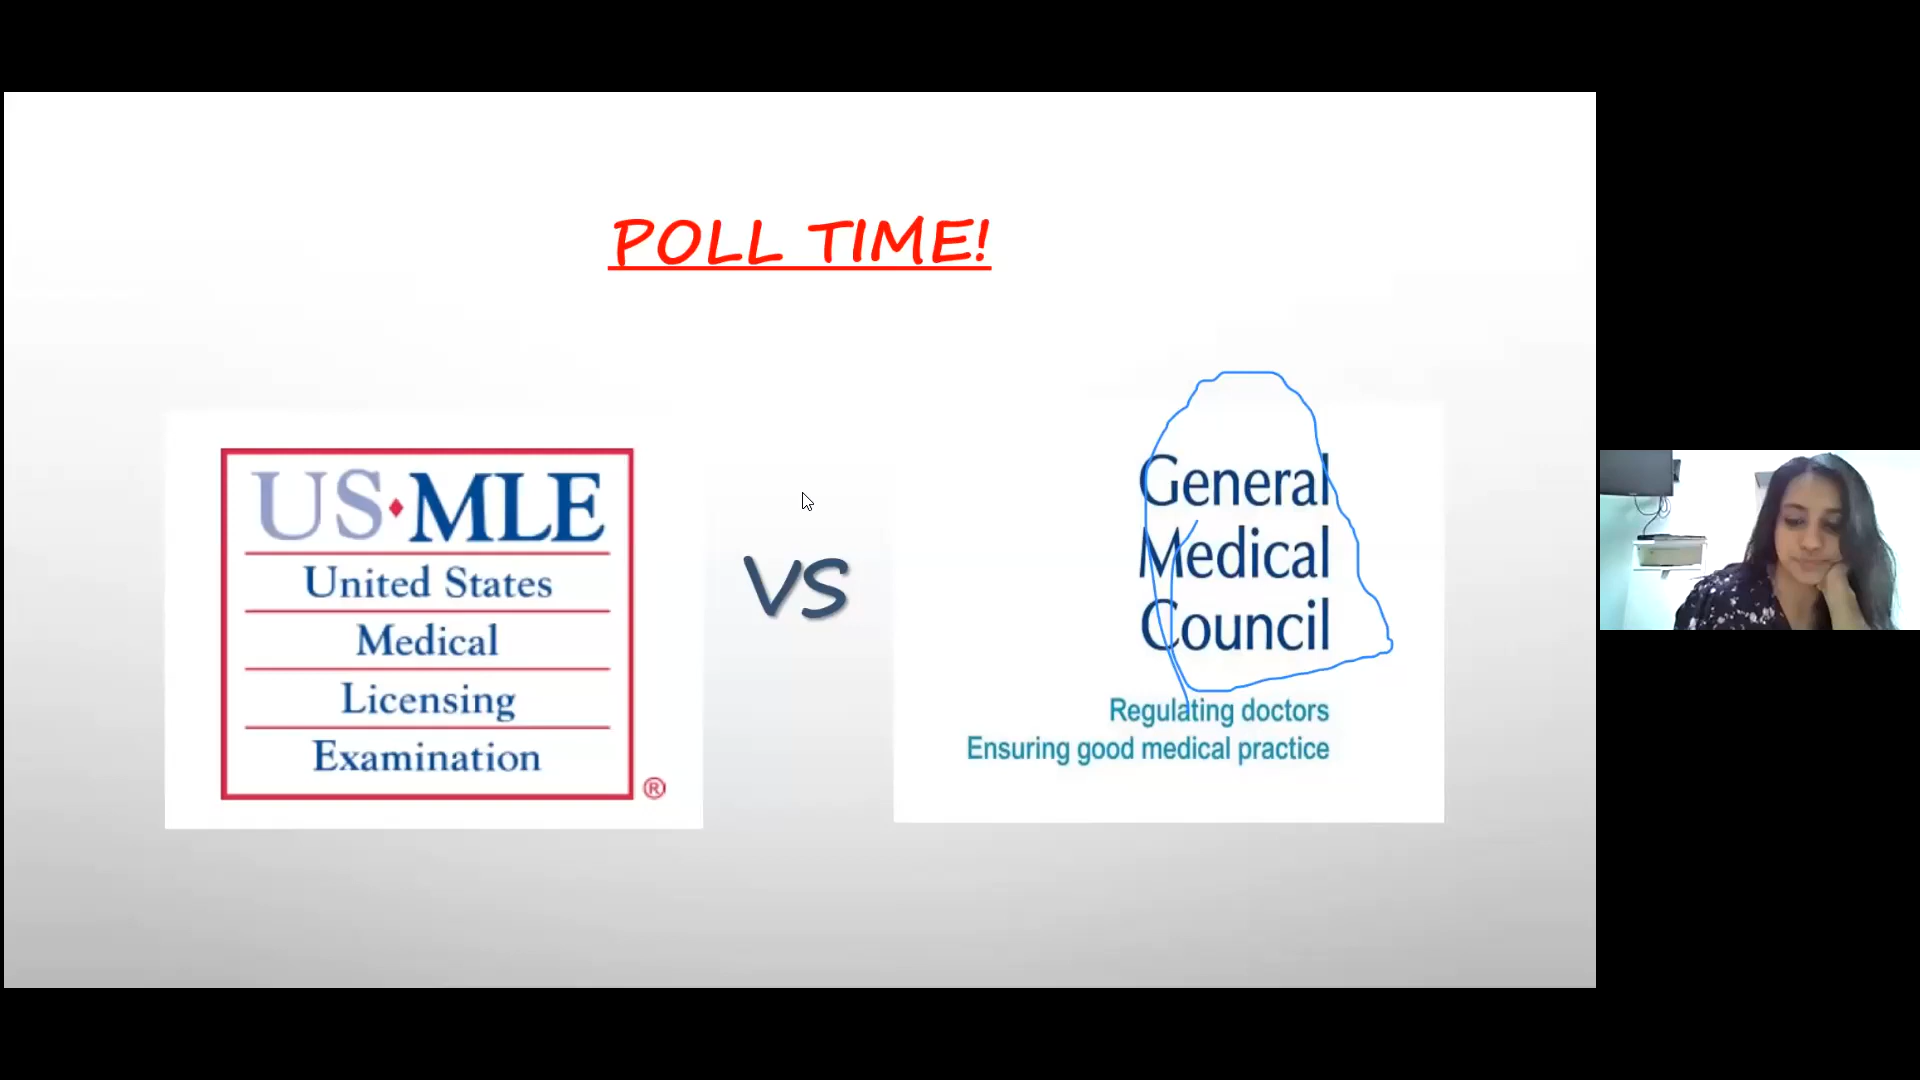 POLL TIME!
US•MLE
United States
Medical
Licensing
Examination
®
VS
General
Medical
Council
Regulating doctors
Ensuring good medical practice